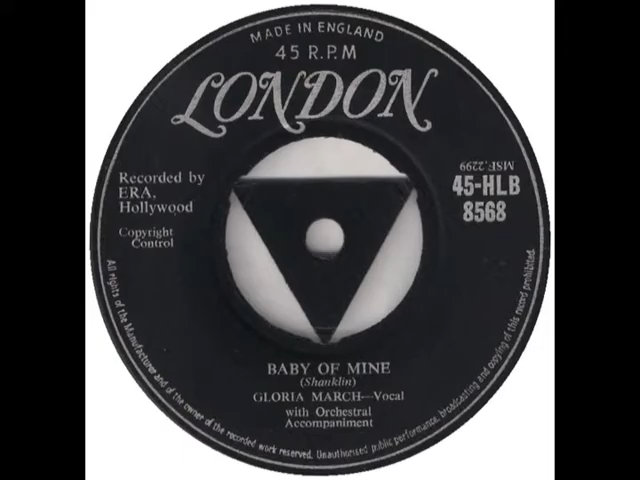 MADE IN ENGLAND
45 R.P.M
LONDON
Recorded by
ERA,
Hollywood
Copyright
Control
MSF.2299
45-HLB
8568
BABY OF MINE
(Shanklin)
GLORIA MARCH—Vocal
with Orchestral
Accompaniment
All rights of the Manufacturer and of the owner of the recorded work reserved. Unauthorised public performance, broadcasting and copying of this record prohibited.